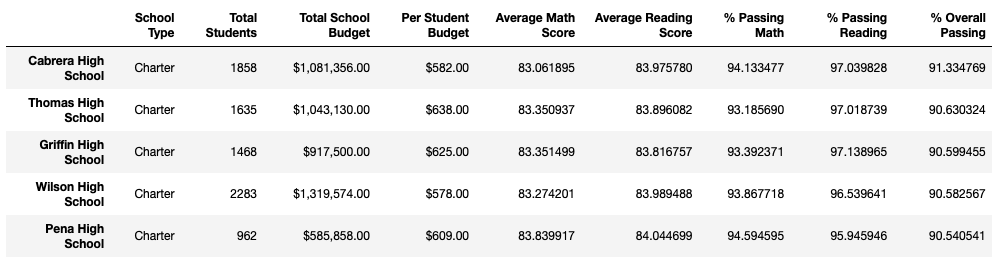 School Type Total Students Total School Budget Per Student Budget Average Math Score Average Reading Score % Passing Math % Passing Reading % Overall Passing
Cabrera High School Charter 1858 $1,081,356.00 $582.00 83.061895 83.975780 94.133477 97.039828 91.334769
Thomas High School Charter 1635 $1,043,130.00 $638.00 83.350937 83.896082 93.185690 97.018739 90.630324
Griffin High School Charter 1468 $917,500.00 $625.00 83.351499 83.816757 93.392371 97.138965 90.599455
Wilson High School Charter 2283 $1,319,574.00 $578.00 83.274201 83.989488 93.867718 96.539641 90.582567
Pena High School Charter 962 $585,858.00 $609.00 83.839917 84.044699 94.594595 95.945946 90.540541